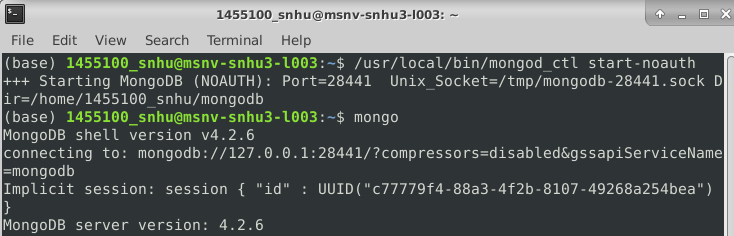 1455100_snhu@msnv-snhu3-l003: ~
File Edit View Search Terminal Help
(base) 1455100_snhu@msnv-snhu3-l003:~$ /usr/local/bin/mongod_ctl start-noauth
+++ Starting MongoDB (NOAUTH): Port=28441  Unix_Socket=/tmp/mongodb-28441.sock D
ir=/home/1455100_snhu/mongodb
(base) 1455100_snhu@msnv-snhu3-l003:~$ mongo
MongoDB shell version v4.2.6
connecting to: mongodb://127.0.0.1:28441/?compressors=disabled&gssapiServiceName
=mongodb
Implicit session: session { "id" : UUID("c77779f4-88a3-4f2b-8107-49268a254bea")
}
MongoDB server version: 4.2.6